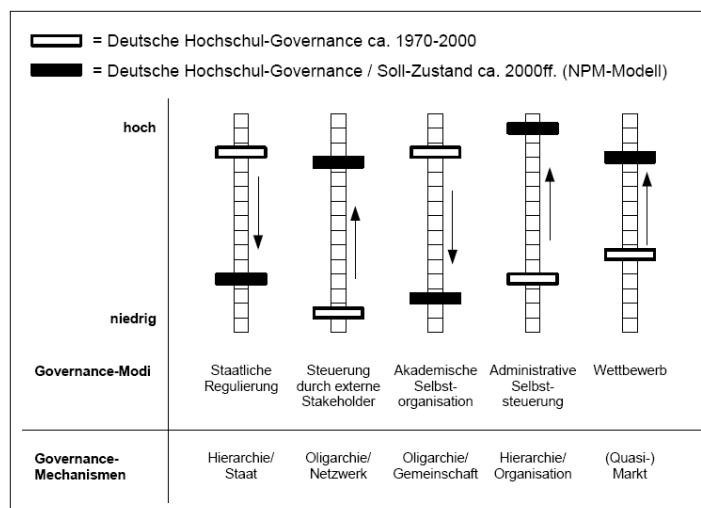 = Deutsche Hochschul-Governance ca. 1970-2000
= Deutsche Hochschul-Governance / Soll-Zustand ca. 2000ff. (NPM-Modell)
hoch
niedrig
Governance-Modi
Staatliche
Regulierung
Steuerung
durch externe
Stakeholder
Akademische
Selbst-
organisation
Administrative
Selbst-
steuerung
Wettbewerb
Governance-
Mechanismen
Hierarchie/
Staat
Oligarchie/
Netzwerk
Oligarchie/
Gemeinschaft
Hierarchie/
Organisation
(Quasi-)
Markt